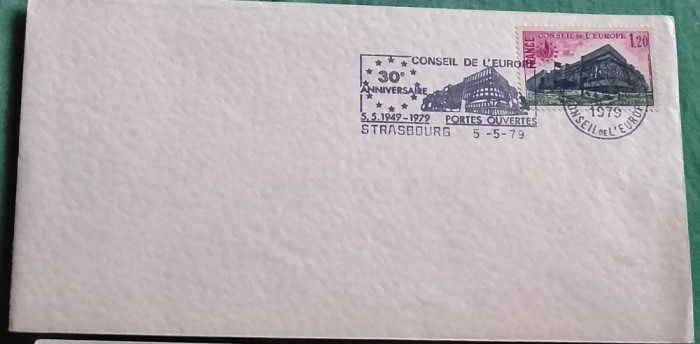 CONSEIL DE L'EUROPE
30e
ANNIVERSAIRE
5.5.1949-1979 PORTES OUVERTES
STRASBOURG 5-5-79
FRANCE
CONSEIL DE L'EUROPE 1,20
1979
CONSEIL DE L'EUROPE